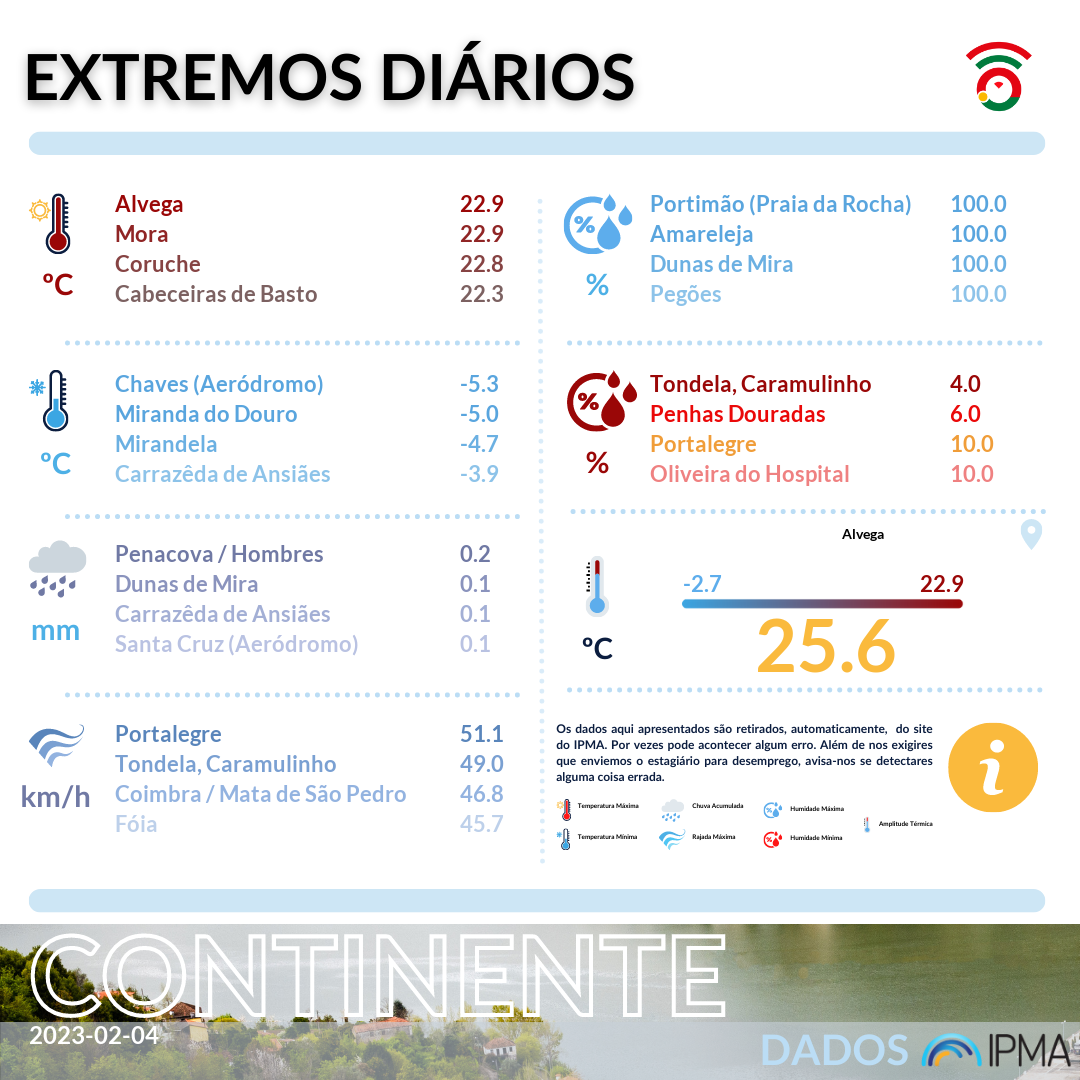 EXTREMOS DIÁRIOS
Alvega 22.9
Mora 22.9
Coruche 22.8
Cabeceiras de Basto 22.3
ºC
Chaves (Aeródromo) -5.3
Miranda do Douro -5.0
Mirandela -4.7
Carrazêda de Ansiães -3.9
ºC
Penacova / Hombres 0.2
Dunas de Mira 0.1
Carrazêda de Ansiães 0.1
Santa Cruz (Aeródromo) 0.1
mm
Portalegre 51.1
Tondela, Caramulinho 49.0
Coimbra / Mata de São Pedro 46.8
Fóia 45.7
km/h
%
Portimão (Praia da Rocha) 100.0
Amareleja 100.0
Dunas de Mira 100.0
Pegões 100.0
%
%
Tondela, Caramulinho 4.0
Penhas Douradas 6.0
Portalegre 10.0
Oliveira do Hospital 10.0
%
Alvega
-2.7 22.9
25.6
ºC
Os dados aqui apresentados são retirados, automaticamente, do site
do IPMA. Por vezes pode acontecer algum erro. Além de nos exigires
que enviemos o estagiário para desemprego, avisa-nos se detectares
alguma coisa errada.
i
Temperatura Máxima
Chuva Acumulada
Humidade Máxima
Amplitude Térmica
Temperatura Mínima
Rajada Máxima
Humidade Mínima
CONTINENTE
2023-02-04
DADOS IPMA